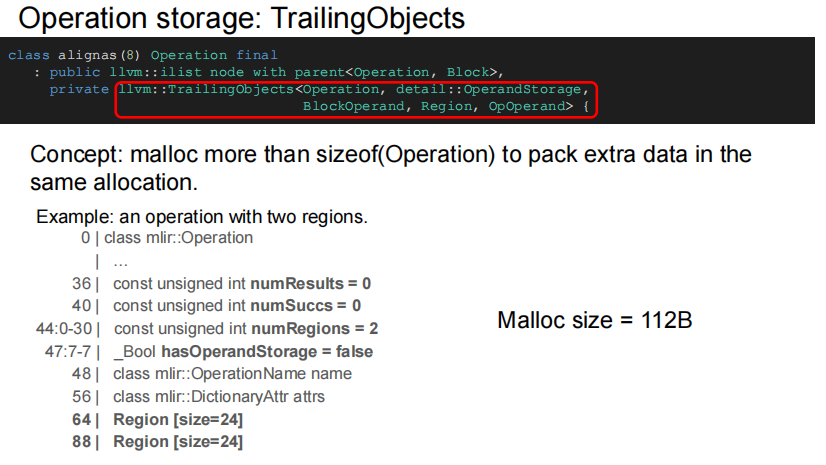 Operation storage: TrailingObjects
class alignas(8) Operation final
: public llvm::ilist_node_with_parent<Operation, Block>,
private llvm::TrailingObjects<Operation, detail::OperandStorage,
BlockOperand, Region, OpOperand> {
Concept: malloc more than sizeof(Operation) to pack extra data in the
same allocation.
Example: an operation with two regions.
0 | class mlir::Operation
| ...
36 | const unsigned int numResults = 0
40 | const unsigned int numSuccs = 0
44:0-30 | const unsigned int numRegions = 2
47:7-7 | _Bool hasOperandStorage = false
48 | class mlir::OperationName name
56 | class mlir::DictionaryAttr attrs
64 | Region [size=24]
88 | Region [size=24]
Malloc size = 112B